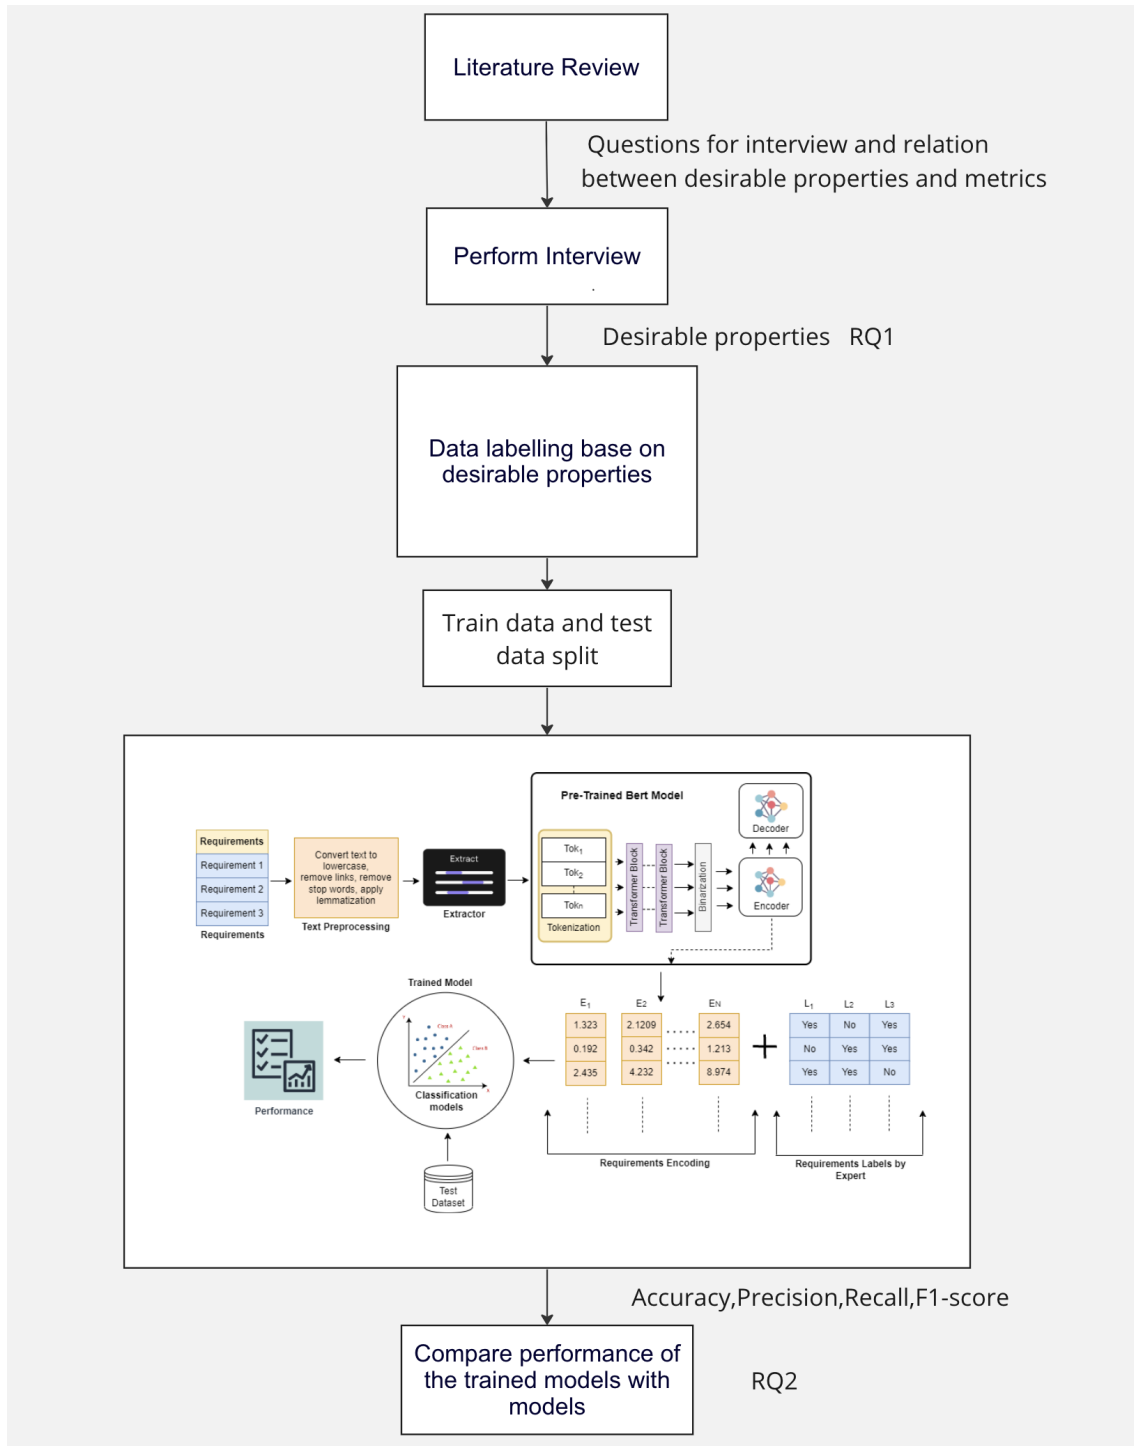 Literature Review
Questions for interview and relation
between desirable properties and metrics
Perform Interview
.
Desirable properties RQ1
Data labelling base on
desirable properties
Train data and test
data split
Pre-Trained Bert Model
Decoder
Requirements
Requirement 1
Requirement 2
Requirement 3
Requirements
Convert text to
lowercase,
remove links, remove
stop words, apply
lemmatization
Text Preprocessing
Extract
Extractor
Tok1
Tok2
Tokn
Tokenization
Transformer Block
Transformer Block
Binarization
Encoder
Trained Model
Y
Class A
Class B
X
Classification
models
Performance
Test
Dataset
E1 E2 EN
1.323 2.1209 2.654
0.192 0.342 1.213
2.435 4.232 8.974
Requirements Encoding
+
L1 L2 L3
Yes No Yes
No Yes Yes
Yes Yes No
Requirements Labels by
Expert
Accuracy,Precision,Recall,F1-score
Compare performance of
the trained models with
models
RQ2